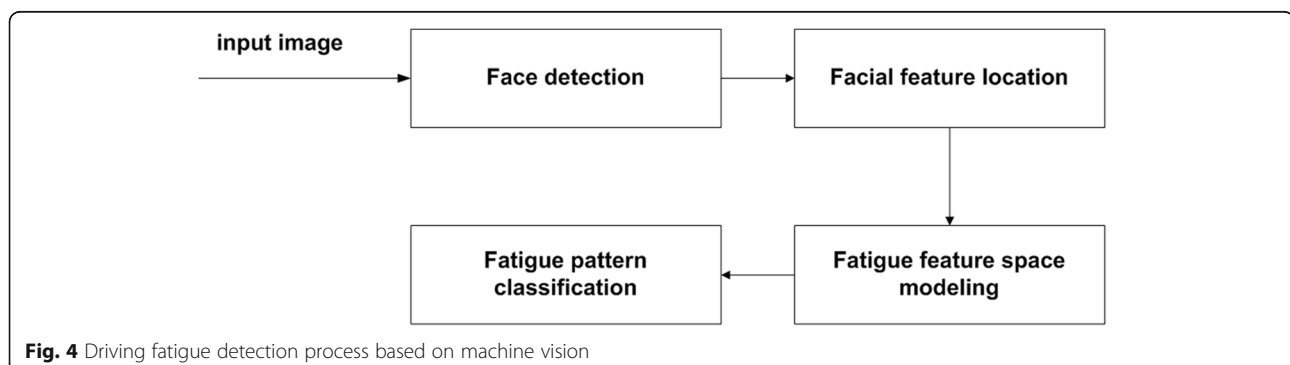 input image
Face detection
Facial feature location
Fatigue pattern
classification
Fatigue feature space
modeling
Fig. 4 Driving fatigue detection process based on machine vision